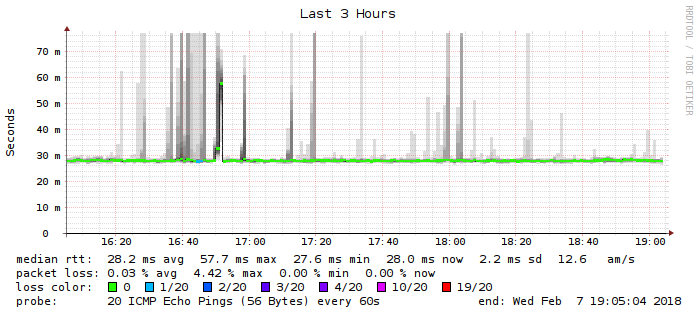 Last 3 Hours
RRDTOOL / TOBI OETIKER
Seconds
70 m
60 m
50 m
40 m
30 m
20 m
10 m
0
16:20 16:40 17:00 17:20 17:40 18:00 18:20 18:40 19:00
median rtt: 28.2 ms avg 57.7 ms max 27.6 ms min 28.0 ms now 2.2 ms sd 12.6 am/s
packet loss: 0.03 % avg 4.42 % max 0.00 % min 0.00 % now
loss color: 0 1/20 2/20 3/20 4/20 10/20 19/20
probe: 20 ICMP Echo Pings (56 Bytes) every 60s end: Wed Feb 7 19:05:04 2018